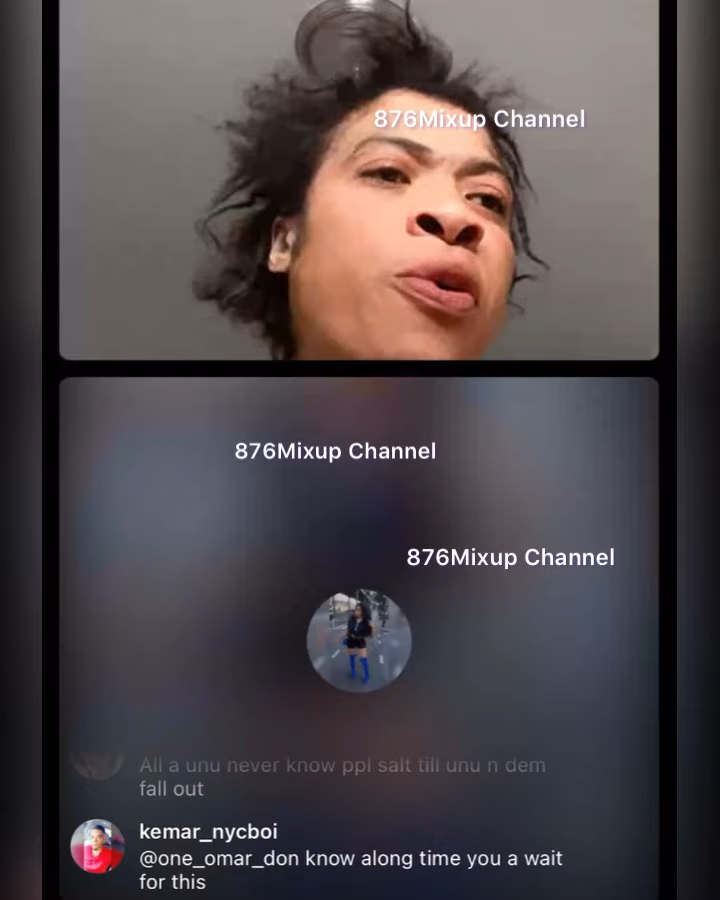 876Mixup Channel
876Mixup Channel
876Mixup Channel
All a unu never know ppl salt till unu n dem
fall out
kemar_nycboi
@one_omar_don know along time you a wait
for this